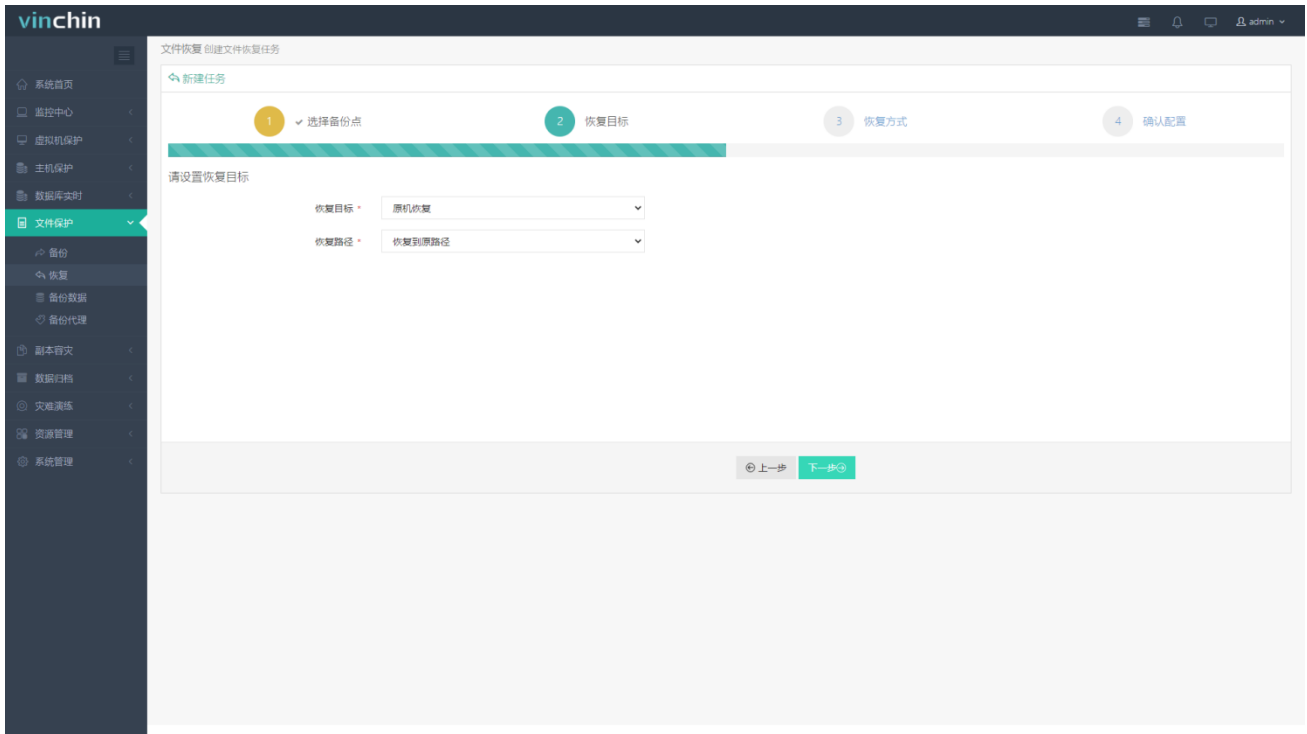 vinchin
admin
文件恢复 创建文件恢复任务
系统首页
监控中心
虚拟机保护
主机保护
数据库实时
文件保护
备份
恢复
备份数据
备份代理
副本容灾
数据归档
灾难演练
资源管理
系统管理
新建任务
1 选择备份点
2 恢复目标
3 恢复方式
4 确认配置
请设置恢复目标
恢复目标 * 原机恢复
恢复路径 * 恢复到原路径
上一步 下一步